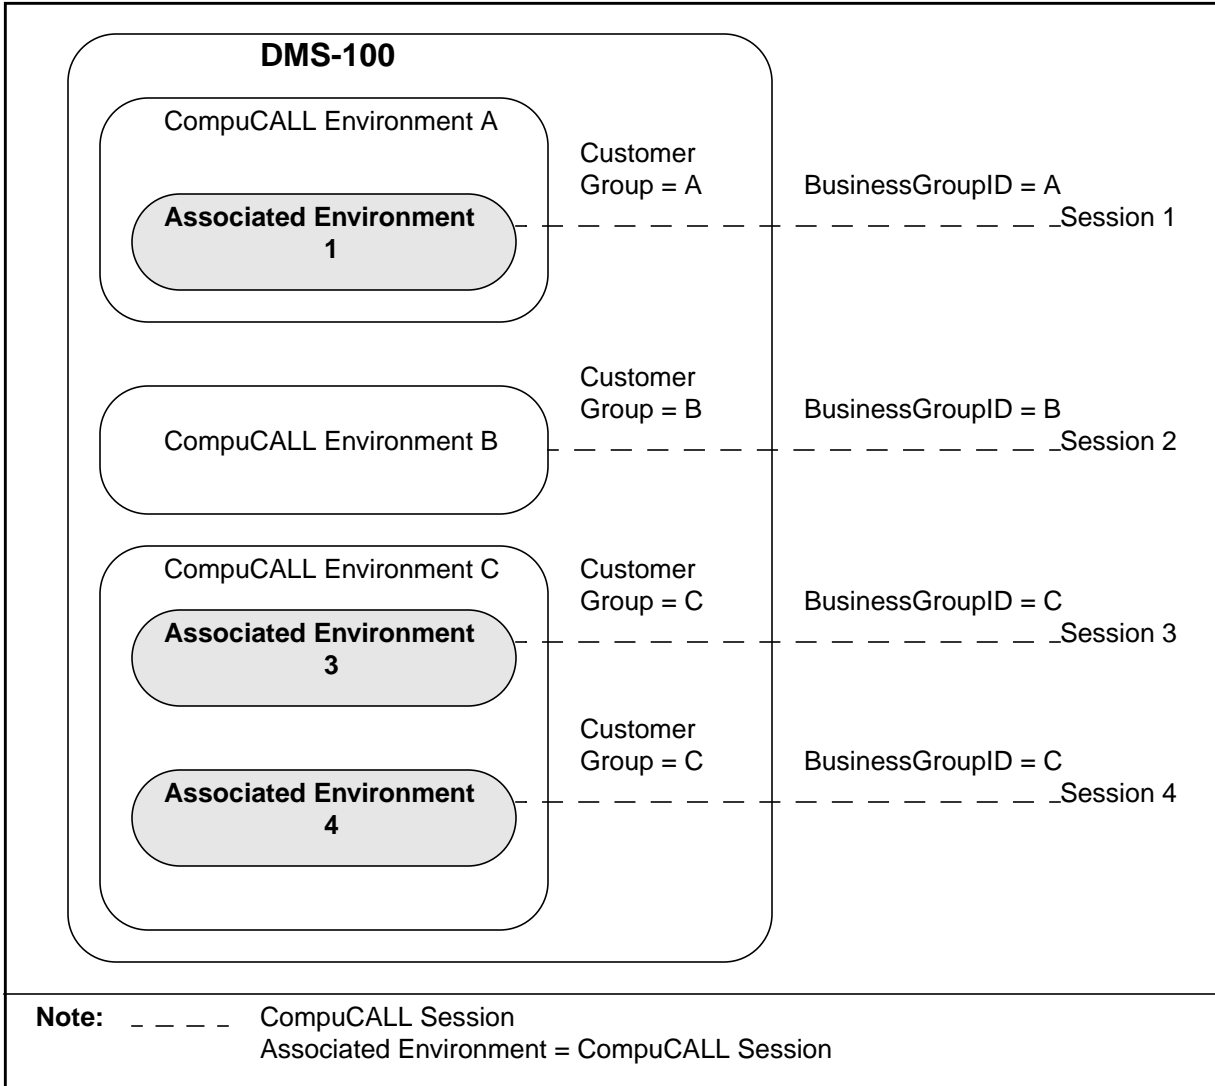 DMS-100
CompuCALL Environment A
Customer
Group = A
BusinessGroupID = A
Associated Environment
1
Session 1
Customer
Group = B
BusinessGroupID = B
CompuCALL Environment B
Session 2
CompuCALL Environment C
Customer
Group = C
BusinessGroupID = C
Associated Environment
3
Session 3
Customer
Group = C
BusinessGroupID = C
Associated Environment
4
Session 4
Note: _ _ _ _ CompuCALL Session
Associated Environment = CompuCALL Session